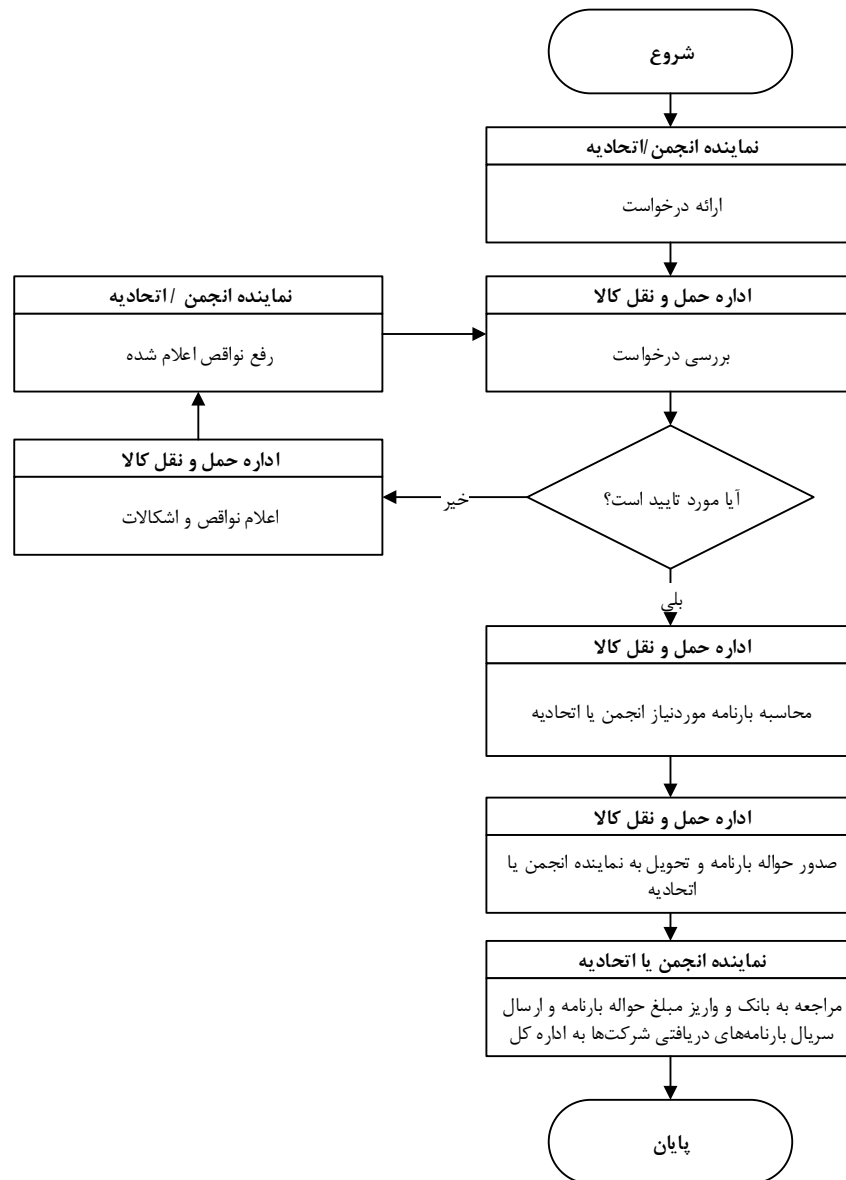 شروع
نماینده انجمن/اتحادیه
ارائه درخواست
اداره حمل و نقل کالا
بررسی درخواست
نماینده انجمن / اتحادیه
رفع نواقص اعلام شده
اداره حمل و نقل کالا
اعلام نواقص و اشکالات
خیر
آیا مورد تایید است؟
بلی
اداره حمل و نقل کالا
محاسبه بارنامه موردنیاز انجمن یا اتحادیه
اداره حمل و نقل کالا
صدور حواله بارنامه و تحویل به نماینده انجمن یا
اتحادیه
نماینده انجمن یا اتحادیه
مراجعه به بانک و واریز مبلغ حواله بارنامه و ارسال
سریال بارنامه‌های دریافتی شرکت‌ها به اداره کل
پایان